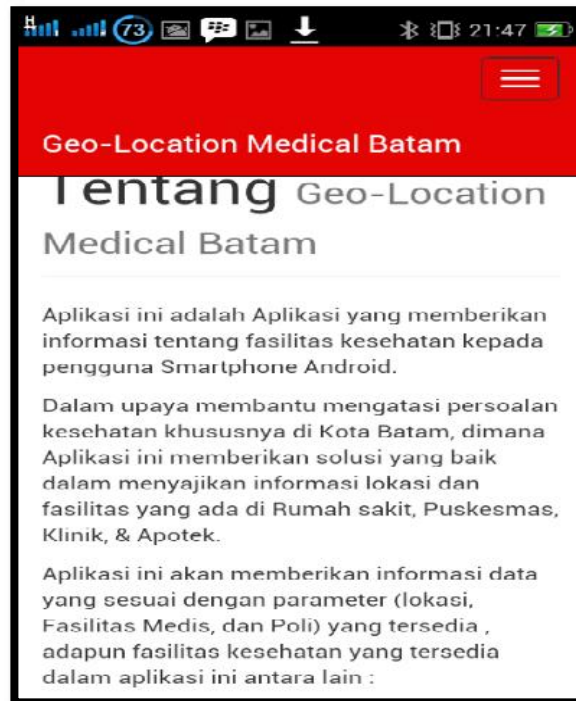 H
73
21:47
Geo-Location Medical Batam
Tentang Geo-Location
Medical Batam
Aplikasi ini adalah Aplikasi yang memberikan
informasi tentang fasilitas kesehatan kepada
pengguna Smartphone Android.
Dalam upaya membantu mengatasi persoalan
kesehatan khususnya di Kota Batam, dimana
Aplikasi ini memberikan solusi yang baik
dalam menyajikan informasi lokasi dan
fasilitas yang ada di Rumah sakit, Puskesmas,
Klinik, & Apotek.
Aplikasi ini akan memberikan informasi data
yang sesuai dengan parameter (lokasi,
Fasilitas Medis, dan Poli) yang tersedia ,
adapun fasilitas kesehatan yang tersedia
dalam aplikasi ini antara lain :